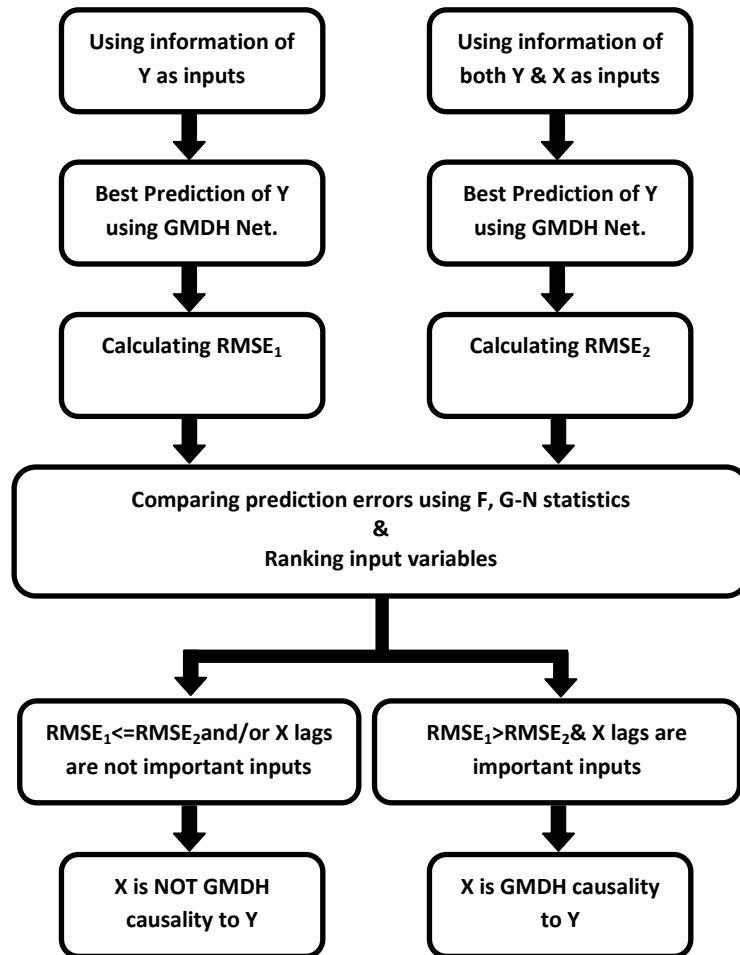 Using information of
Y as inputs
Using information of
both Y & X as inputs
Best Prediction of Y
using GMDH Net.
Best Prediction of Y
using GMDH Net.
Calculating RMSE₁
Calculating RMSE₂
Comparing prediction errors using F, G-N statistics
&
Ranking input variables
RMSE₁<=RMSE₂and/or X lags
are not important inputs
RMSE₁>RMSE₂& X lags are
important inputs
X is NOT GMDH
causality to Y
X is GMDH causality
to Y